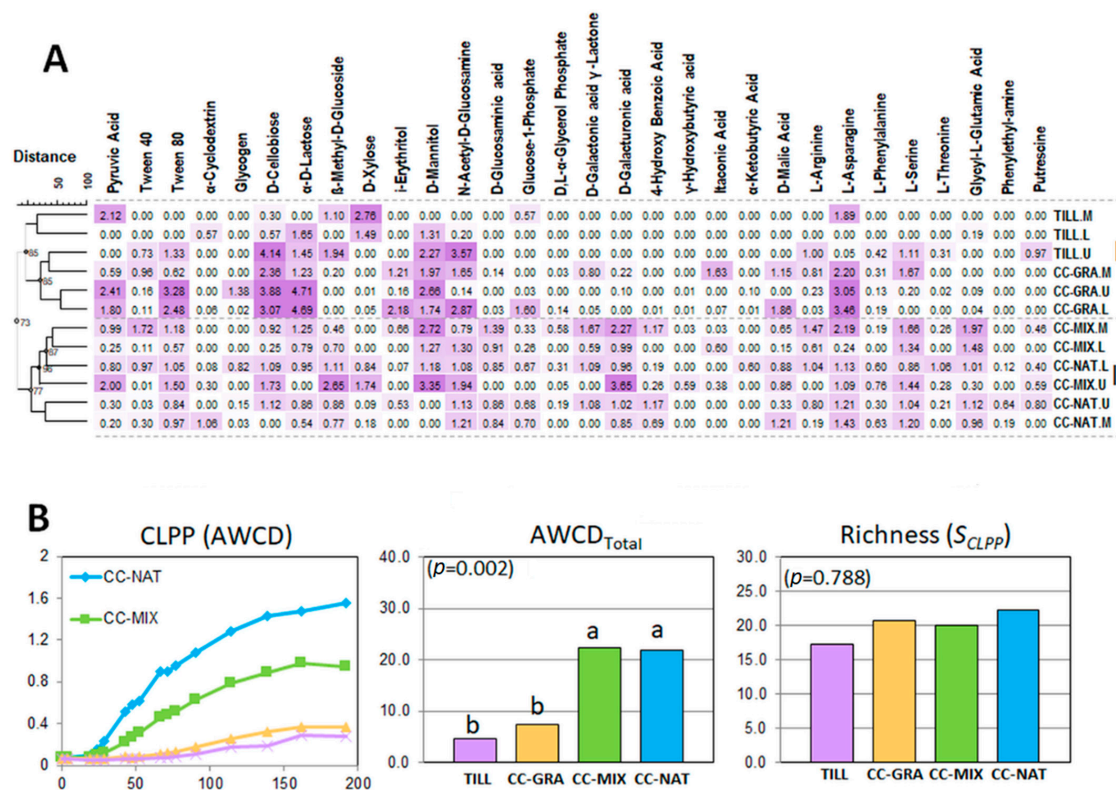 A
Distance
50
100
Pyruvic Acid
Tween 40
Tween 80
α-Cyclodextrin
Glycogen
D-Cellobiose
α-D-Lactose
ß-Methyl-D-Glucoside
D-Xylose
i-Erythritol
D-Mannitol
N-Acetyl-D-Glucosamine
D-Glucosaminic acid
Glucose-1-Phosphate
D,L-α-Glycerol Phosphate
D-Galactonic acid γ-Lactone
D-Galacturonic acid
4-Hydroxy Benzoic Acid
γ-Hydroxybutyric acid
Itaconic Acid
α-Ketobutyric Acid
D-Malic Acid
L-Arginine
L-Asparagine
L-Phenylalanine
L-Serine
L-Threonine
Glycyl-L-Glutamic Acid
Phenylethyl-amine
Putrescine
2.12 0.00 0.00 0.00 0.00 0.30 0.00 1.10 2.76 0.00 0.00 0.00 0.00 0.57 0.00 0.00 0.00 0.00 0.00 0.00 0.00 0.00 0.00 1.89 0.00 0.00 0.00 0.00 0.00 0.00 TILL.M
0.00 0.00 0.00 0.57 0.00 0.57 1.65 0.00 1.49 0.00 1.31 0.20 0.00 0.00 0.00 0.00 0.00 0.00 0.00 0.00 0.00 0.00 0.00 0.00 0.00 0.00 0.00 0.19 0.00 0.00 TILL.L
0.00 0.73 1.33 0.00 0.00 4.14 1.45 1.94 0.00 0.00 2.27 3.57 0.00 0.00 0.00 0.00 0.00 0.00 0.00 0.00 0.00 0.00 1.00 0.05 0.42 1.11 0.31 0.00 0.00 0.97 TILL.U
0.59 0.96 0.62 0.00 0.00 2.36 1.23 0.20 0.00 1.21 1.97 1.65 0.14 0.00 0.00 0.80 0.22 0.00 0.00 1.63 0.00 1.15 0.81 2.20 0.31 1.67 0.00 0.00 0.00 0.00 CC-GRA.M
2.41 0.16 3.28 0.00 1.38 3.88 4.71 0.00 0.00 0.00 2.66 0.14 0.00 0.03 0.00 0.00 0.00 0.00 0.00 0.01 0.00 0.00 0.23 3.05 0.00 0.00 0.00 0.00 0.00 0.00 CC-GRA.U
1.80 0.11 2.48 0.06 0.02 3.07 4.69 0.00 0.00 2.18 1.74 2.87 0.03 1.60 0.14 0.00 0.03 0.00 0.01 0.07 0.01 1.86 0.03 3.46 0.19 0.00 0.04 0.00 0.00 0.00 CC-GRA.L
0.99 1.72 1.18 0.00 0.00 0.92 1.25 0.46 0.00 0.66 2.72 0.79 1.39 0.33 0.58 1.67 2.27 1.17 0.00 0.00 0.00 0.65 1.47 2.19 0.19 1.66 0.26 1.97 0.00 0.46 CC-MIX.M
0.25 0.11 0.57 0.00 0.00 0.25 0.79 0.70 0.00 0.00 1.27 1.30 0.91 0.26 0.00 0.59 0.99 0.00 0.00 0.60 0.00 0.15 0.61 0.24 0.00 1.34 0.00 1.48 0.00 0.00 CC-MIX.L
0.80 0.97 1.05 0.24 0.82 1.09 0.95 1.11 0.84 0.00 1.18 1.08 0.85 0.67 0.31 1.09 0.96 0.19 0.00 0.00 0.60 0.88 1.04 1.13 0.60 0.86 1.06 1.01 0.12 0.40 CC-NAT.L
2.00 0.01 1.50 0.30 0.00 1.73 0.00 2.65 1.74 0.00 3.35 1.94 0.00 0.00 0.05 0.00 3.65 0.26 0.59 0.38 0.00 0.86 0.00 1.09 0.76 1.44 0.28 0.30 0.00 0.59 CC-MIX.U
0.30 0.03 0.84 0.00 0.15 1.12 0.86 0.86 0.09 0.53 0.00 1.13 0.86 0.68 0.18 1.08 1.02 1.17 0.00 0.00 0.00 0.33 0.80 1.21 0.30 1.04 0.21 1.12 0.64 0.80 CC-NAT.U
0.20 0.30 0.97 1.06 0.03 0.00 0.54 0.77 0.18 0.00 0.00 1.21 0.84 0.70 0.00 0.00 0.85 0.69 0.00 0.00 0.00 1.21 0.19 1.43 0.63 1.20 0.00 0.96 0.19 0.00 CC-NAT.M
85
85
73
87
96
77
B
CLPP (AWCD)
2
1.6
1.2
0.8
0.4
0
0 50 100 150 200
CC-NAT
CC-MIX
AWCDTotal
(p=0.002)
40.0
30.0
20.0
10.0
0.0
b
b
a
a
TILL CC-GRA CC-MIX CC-NAT
Richness (SCLPP)
(p=0.788)
30.0
25.0
20.0
15.0
10.0
5.0
0.0
TILL CC-GRA CC-MIX CC-NAT